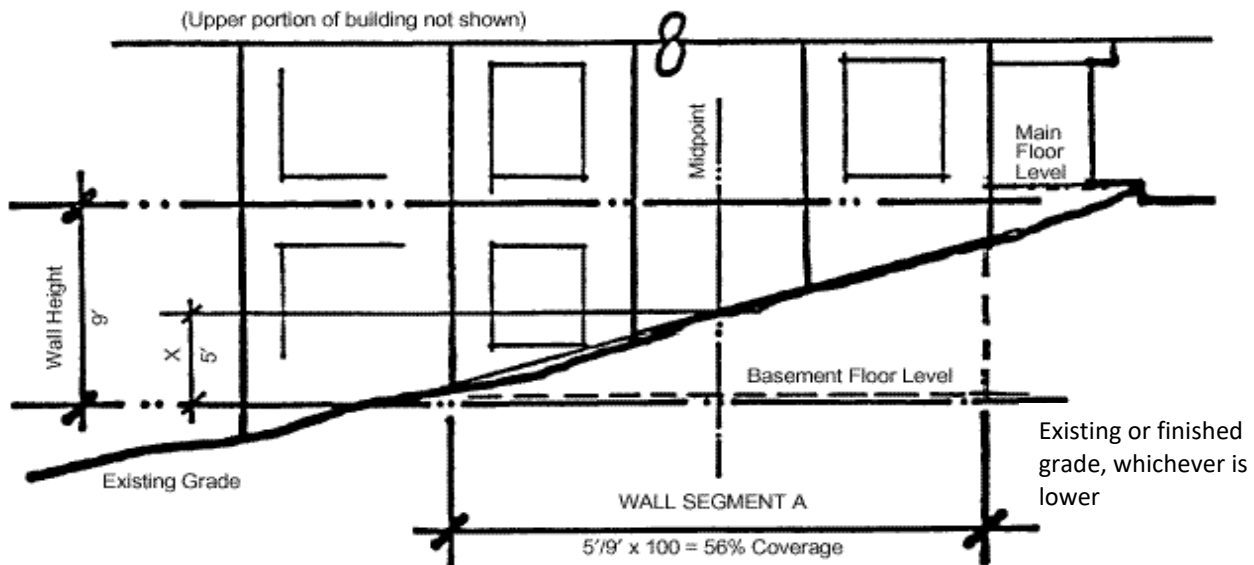 (Upper portion of building not shown)
8
Midpoint
Main
Floor
Level
Wall Height
9'
X
5'
Basement Floor Level
Existing or finished
grade, whichever is
lower
Existing Grade
WALL SEGMENT A
5'/9' x 100 = 56% Coverage